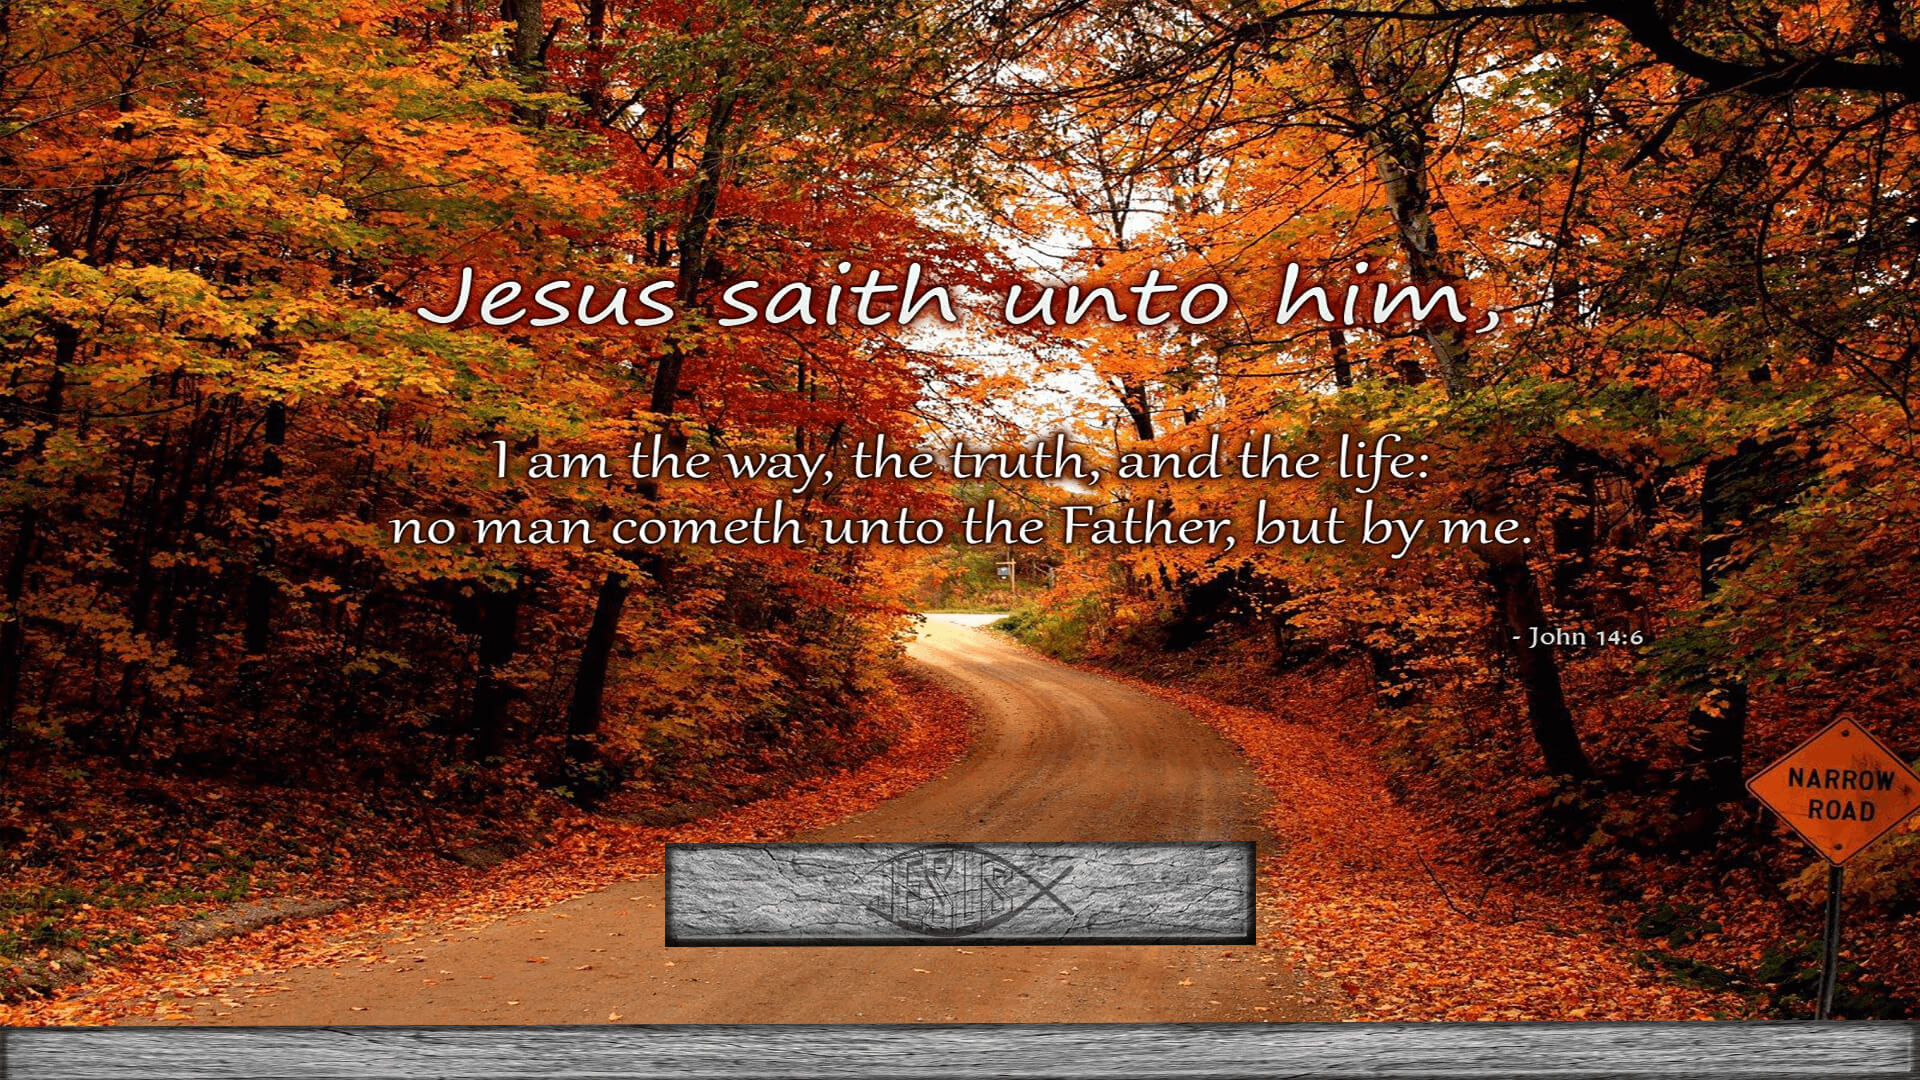 Jesus saith unto him,
I am the way, the truth, and the life:
no man cometh unto the Father, but by me.
- John 14:6
NARROW
ROAD
JESUS